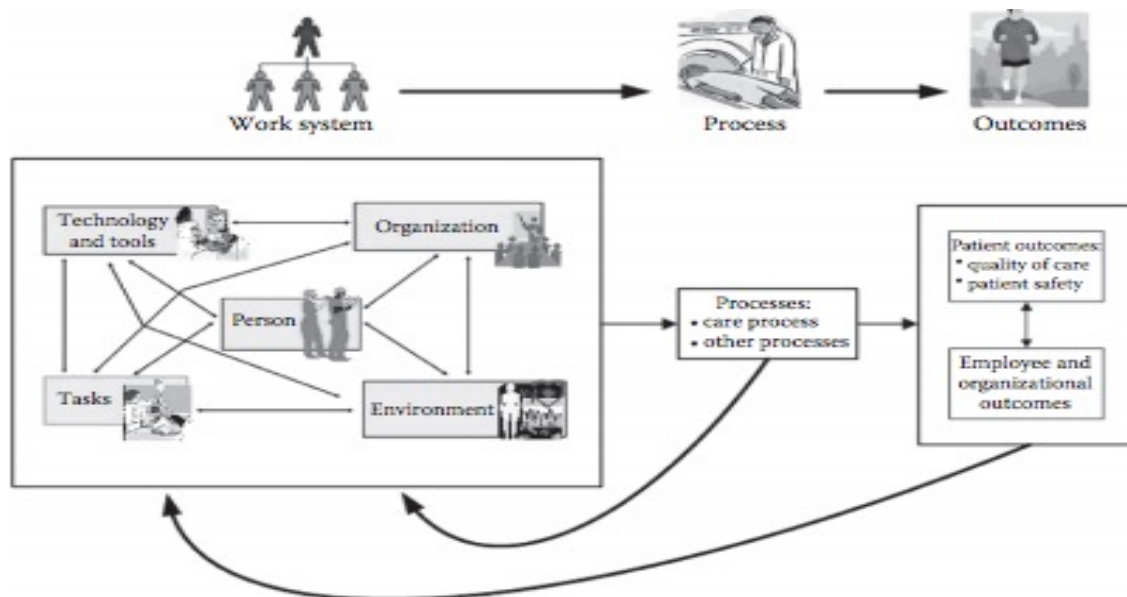 Work system
Process
Outcomes
Technology
and tools
Organization
Person
Tasks
Environment
Processes:
• care process
• other processes
Patient outcomes:
• quality of care
• patient safety
Employee and
organizational
outcomes